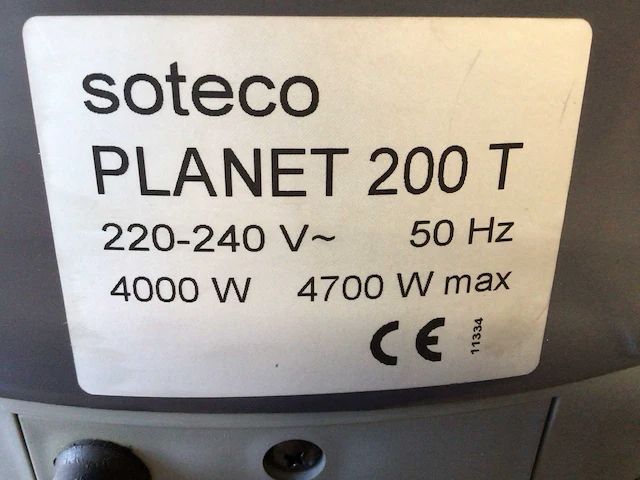 soteco
PLANET 200 T
220-240 V~ 50 Hz
4000 W 4700 W max
CE 11334